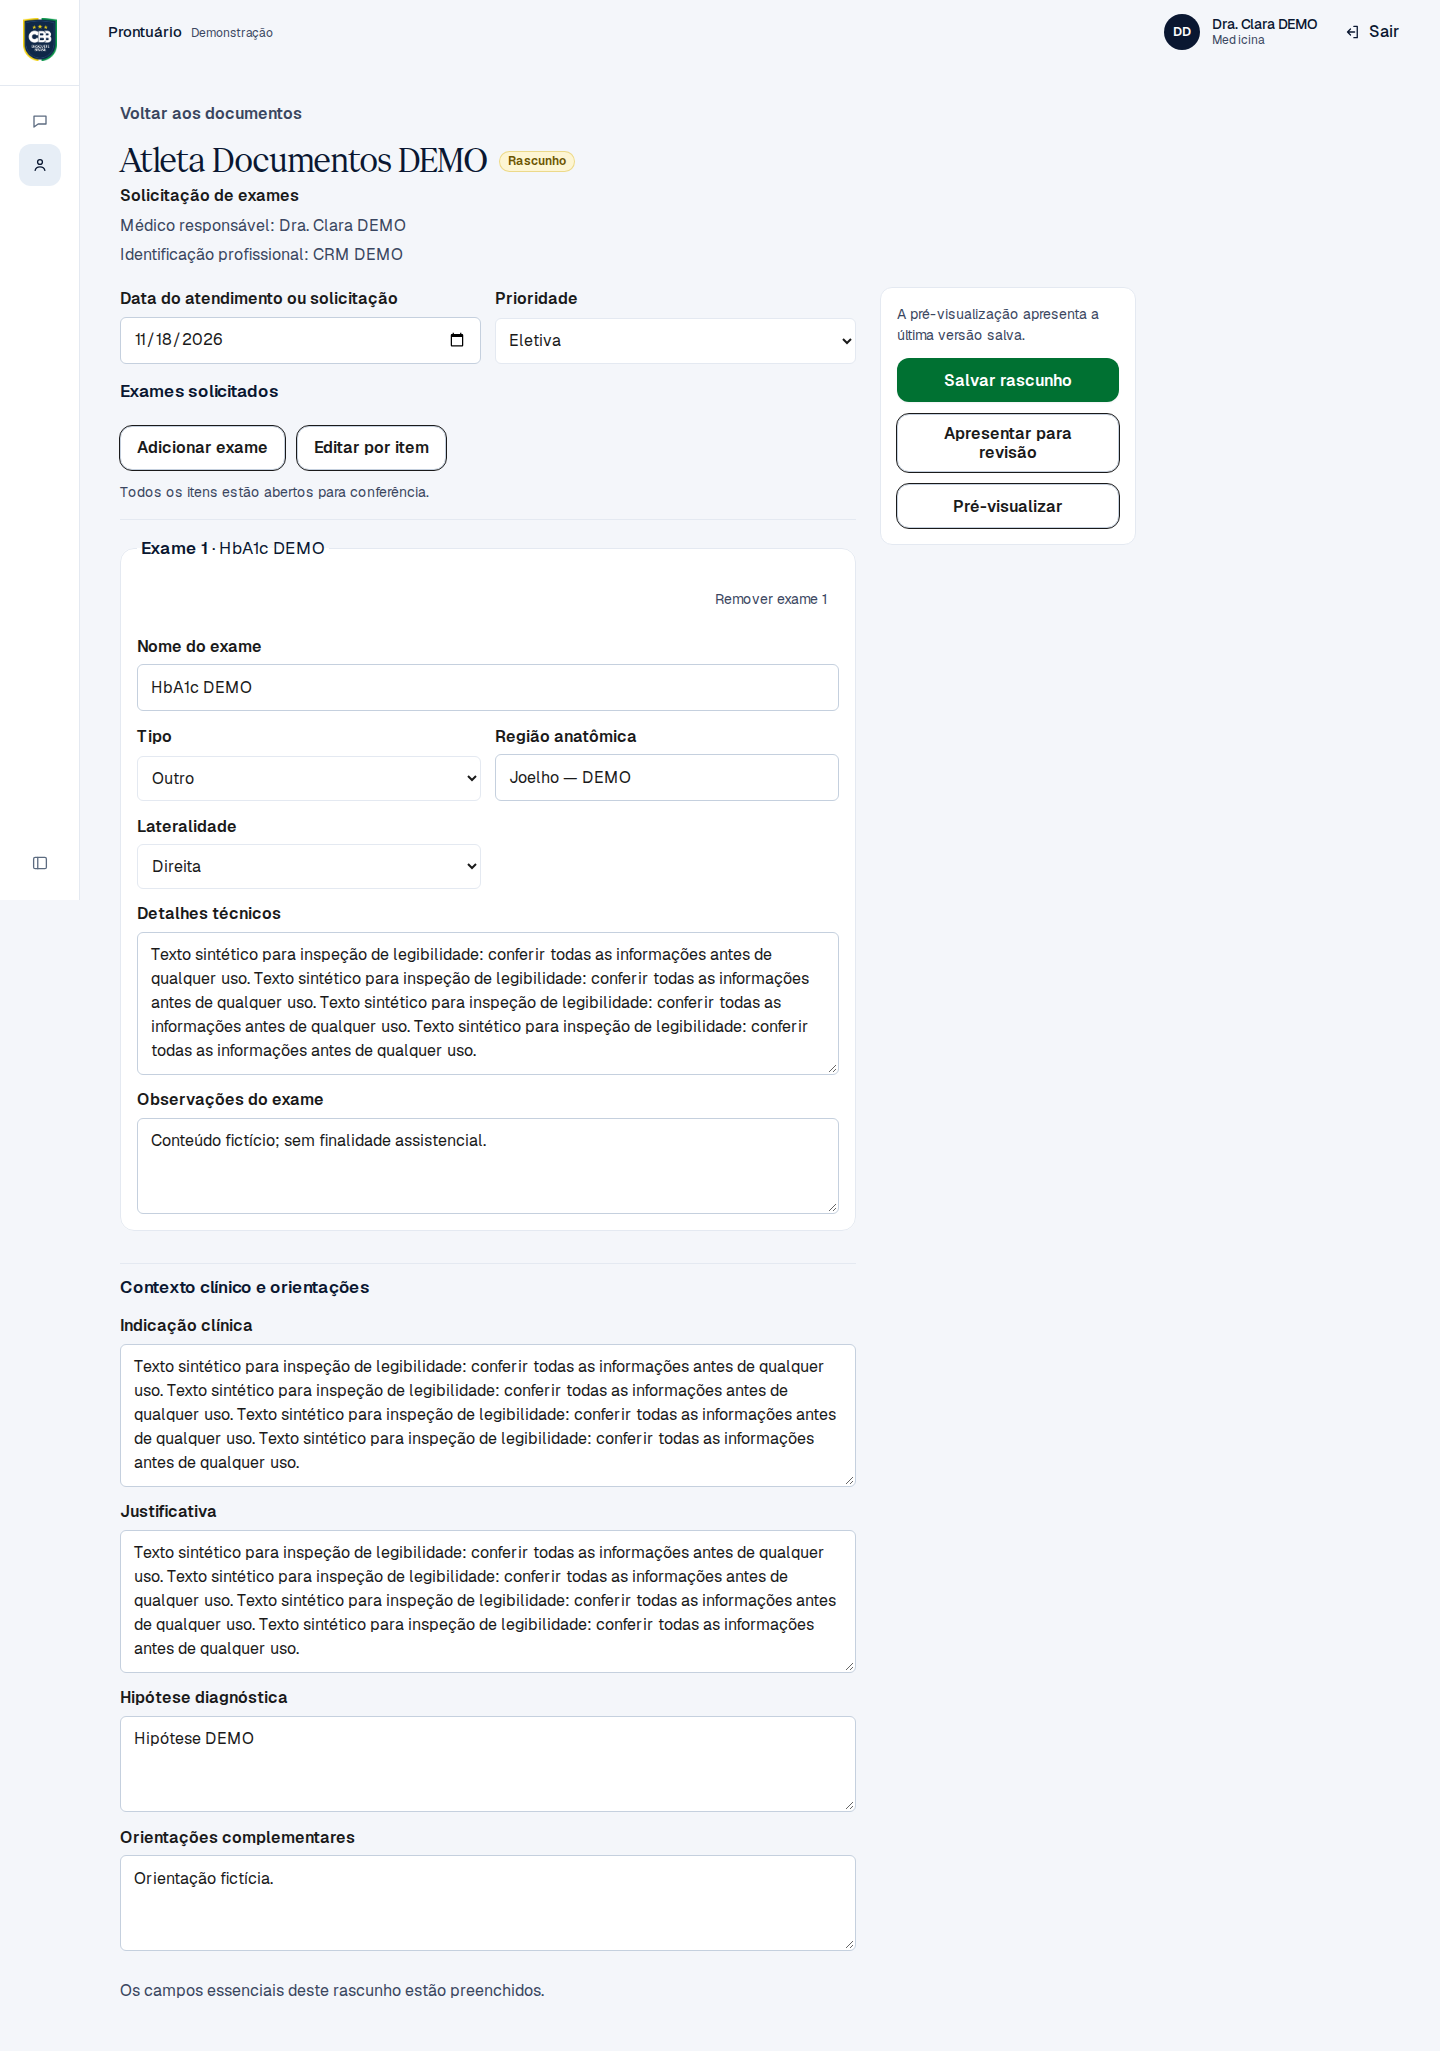 CBB
Prontuário Demonstração
DD
Dra. Clara DEMO
Medicina
Sair
Voltar aos documentos
Atleta Documentos DEMO Rascunho
Solicitação de exames
Médico responsável: Dra. Clara DEMO
Identificação profissional: CRM DEMO
Data do atendimento ou solicitação
11/18/2026
Prioridade
Eletiva
Exames solicitados
Adicionar exame
Editar por item
Todos os itens estão abertos para conferência.
A pré-visualização apresenta a
última versão salva.
Salvar rascunho
Apresentar para
revisão
Pré-visualizar
Exame 1 · HbA1c DEMO
Remover exame 1
Nome do exame
HbA1c DEMO
Tipo
Outro
Região anatômica
Joelho — DEMO
Lateralidade
Direita
Detalhes técnicos
Texto sintético para inspeção de legibilidade: conferir todas as informações antes de
qualquer uso. Texto sintético para inspeção de legibilidade: conferir todas as informações
antes de qualquer uso. Texto sintético para inspeção de legibilidade: conferir todas as
informações antes de qualquer uso. Texto sintético para inspeção de legibilidade: conferir
todas as informações antes de qualquer uso.
Observações do exame
Conteúdo fictício; sem finalidade assistencial.
Contexto clínico e orientações
Indicação clínica
Texto sintético para inspeção de legibilidade: conferir todas as informações antes de qualquer
uso. Texto sintético para inspeção de legibilidade: conferir todas as informações antes de
qualquer uso. Texto sintético para inspeção de legibilidade: conferir todas as informações antes
de qualquer uso. Texto sintético para inspeção de legibilidade: conferir todas as informações
antes de qualquer uso.
Justificativa
Texto sintético para inspeção de legibilidade: conferir todas as informações antes de qualquer
uso. Texto sintético para inspeção de legibilidade: conferir todas as informações antes de
qualquer uso. Texto sintético para inspeção de legibilidade: conferir todas as informações antes
de qualquer uso. Texto sintético para inspeção de legibilidade: conferir todas as informações
antes de qualquer uso.
Hipótese diagnóstica
Hipótese DEMO
Orientações complementares
Orientação fictícia.
Os campos essenciais deste rascunho estão preenchidos.